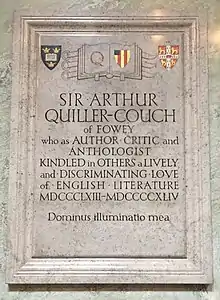 Q
SIR ARTHUR
QUILLER-COUCH
of FOWEY
who as AUTHOR · CRITIC and
ANTHOLOGIST
KINDLED in OTHERS a LIVELY
and DISCRIMINATING LOVE
of · ENGLISH · LITERATURE
MDCCCLXIII-MDCCCCXLIV
Dominus illuminatio mea